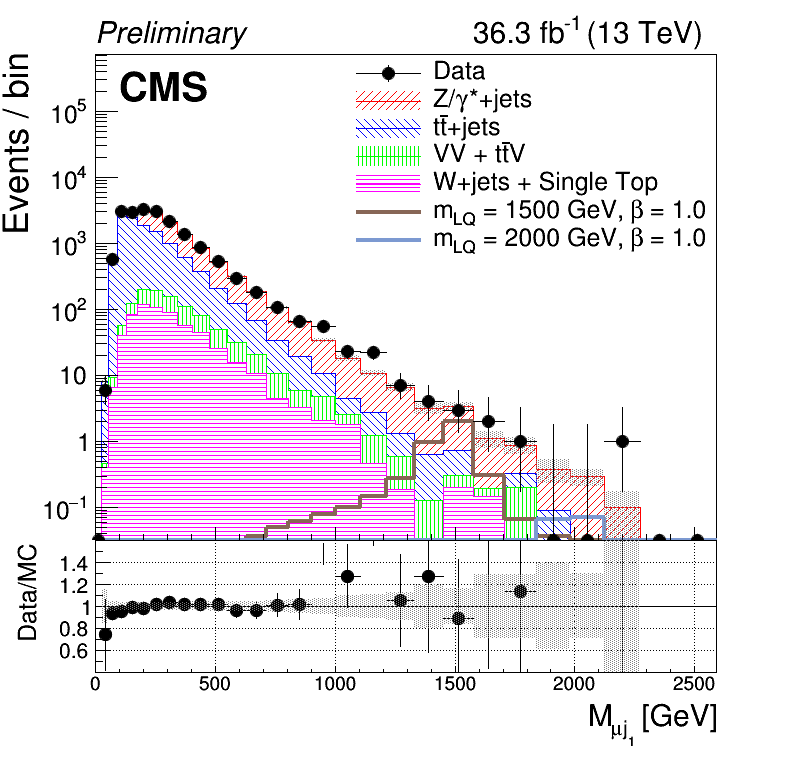 Preliminary 36.3 fb⁻¹ (13 TeV)
CMS
Data
Z/γ*+jets
tt̄+jets
VV + tt̄V
W+jets + Single Top
m_LQ = 1500 GeV, β = 1.0
m_LQ = 2000 GeV, β = 1.0
Events / bin
10⁵
10⁴
10³
10²
10
1
10⁻¹
Data/MC
1.4
1.2
1
0.8
0.6
0 500 1000 1500 2000 2500
M_μj₁ [GeV]